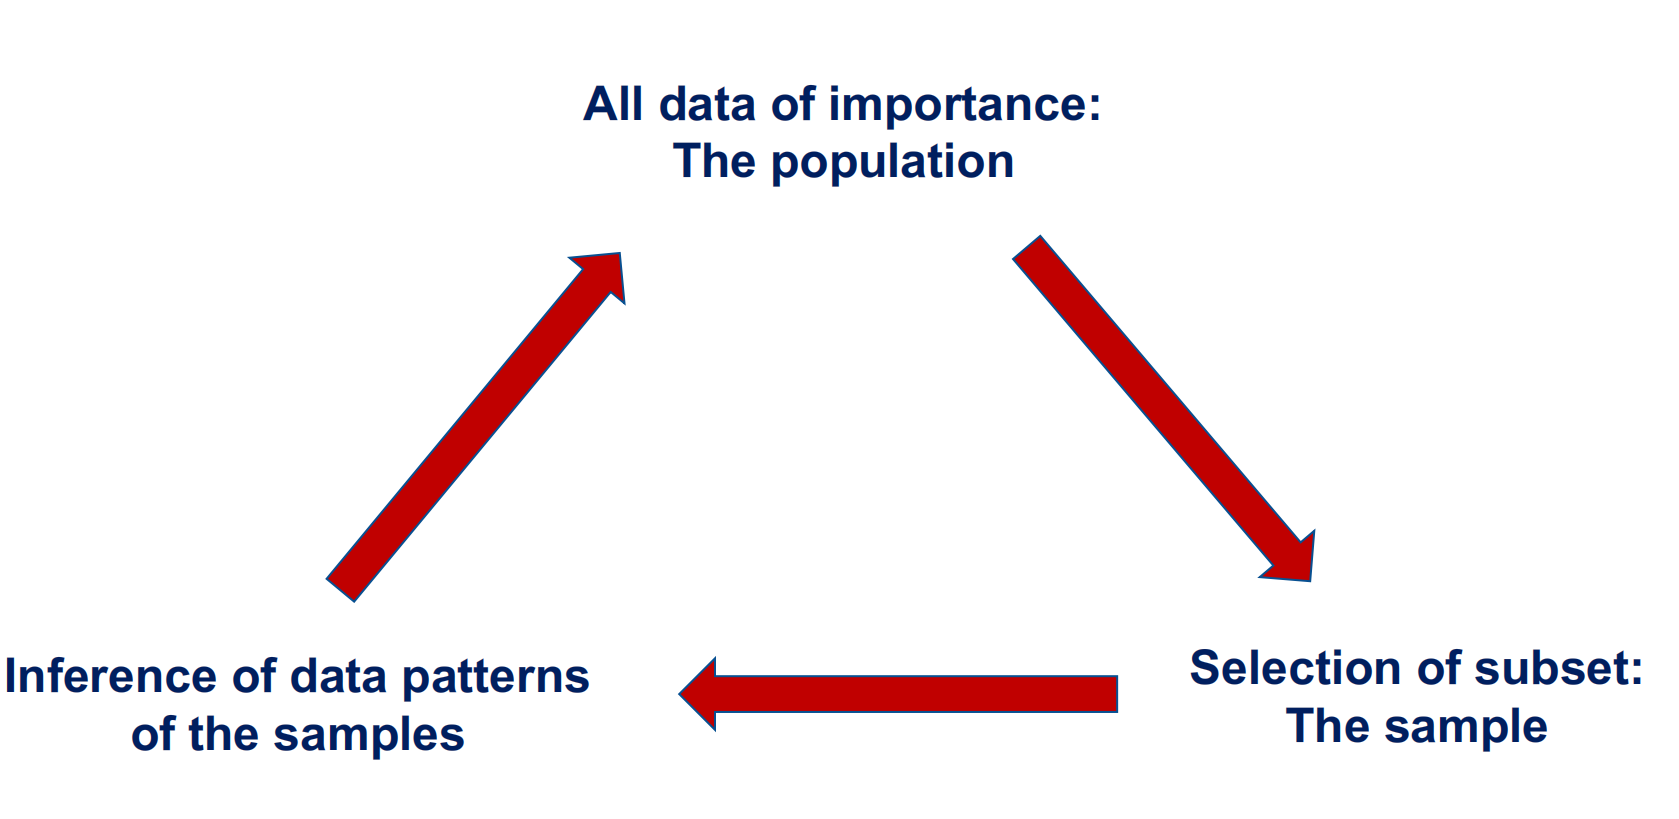 All data of importance:
The population
Selection of subset:
The sample
Inference of data patterns
of the samples